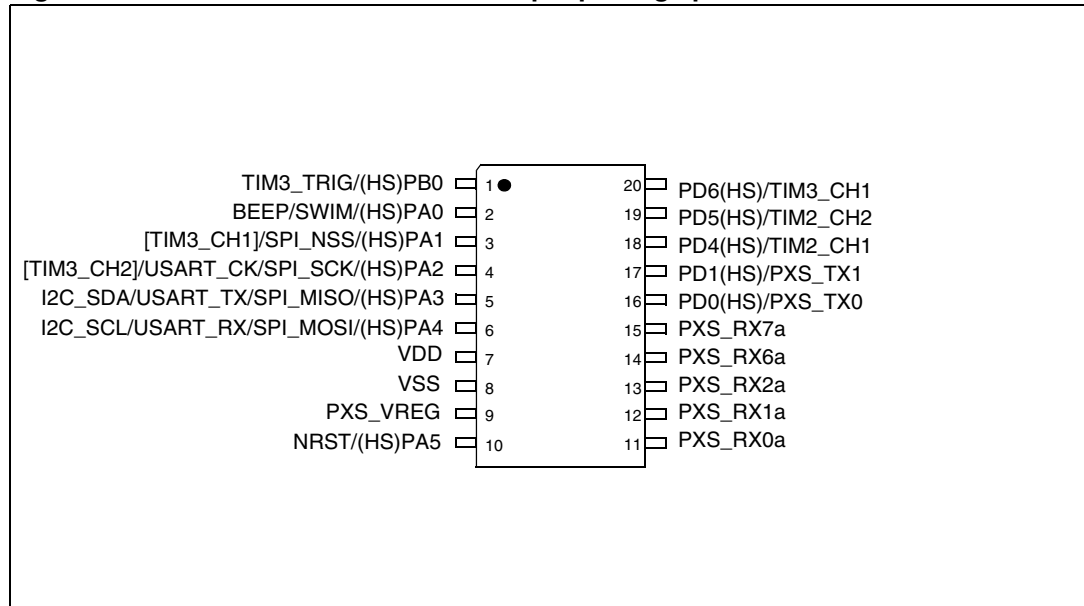 TIM3_TRIG/(HS)PB0 1 20 PD6(HS)/TIM3_CH1
BEEP/SWIM/(HS)PA0 2 19 PD5(HS)/TIM2_CH2
[TIM3_CH1]/SPI_NSS/(HS)PA1 3 18 PD4(HS)/TIM2_CH1
[TIM3_CH2]/USART_CK/SPI_SCK/(HS)PA2 4 17 PD1(HS)/PXS_TX1
I2C_SDA/USART_TX/SPI_MISO/(HS)PA3 5 16 PD0(HS)/PXS_TX0
I2C_SCL/USART_RX/SPI_MOSI/(HS)PA4 6 15 PXS_RX7a
VDD 7 14 PXS_RX6a
VSS 8 13 PXS_RX2a
PXS_VREG 9 12 PXS_RX1a
NRST/(HS)PA5 10 11 PXS_RX0a